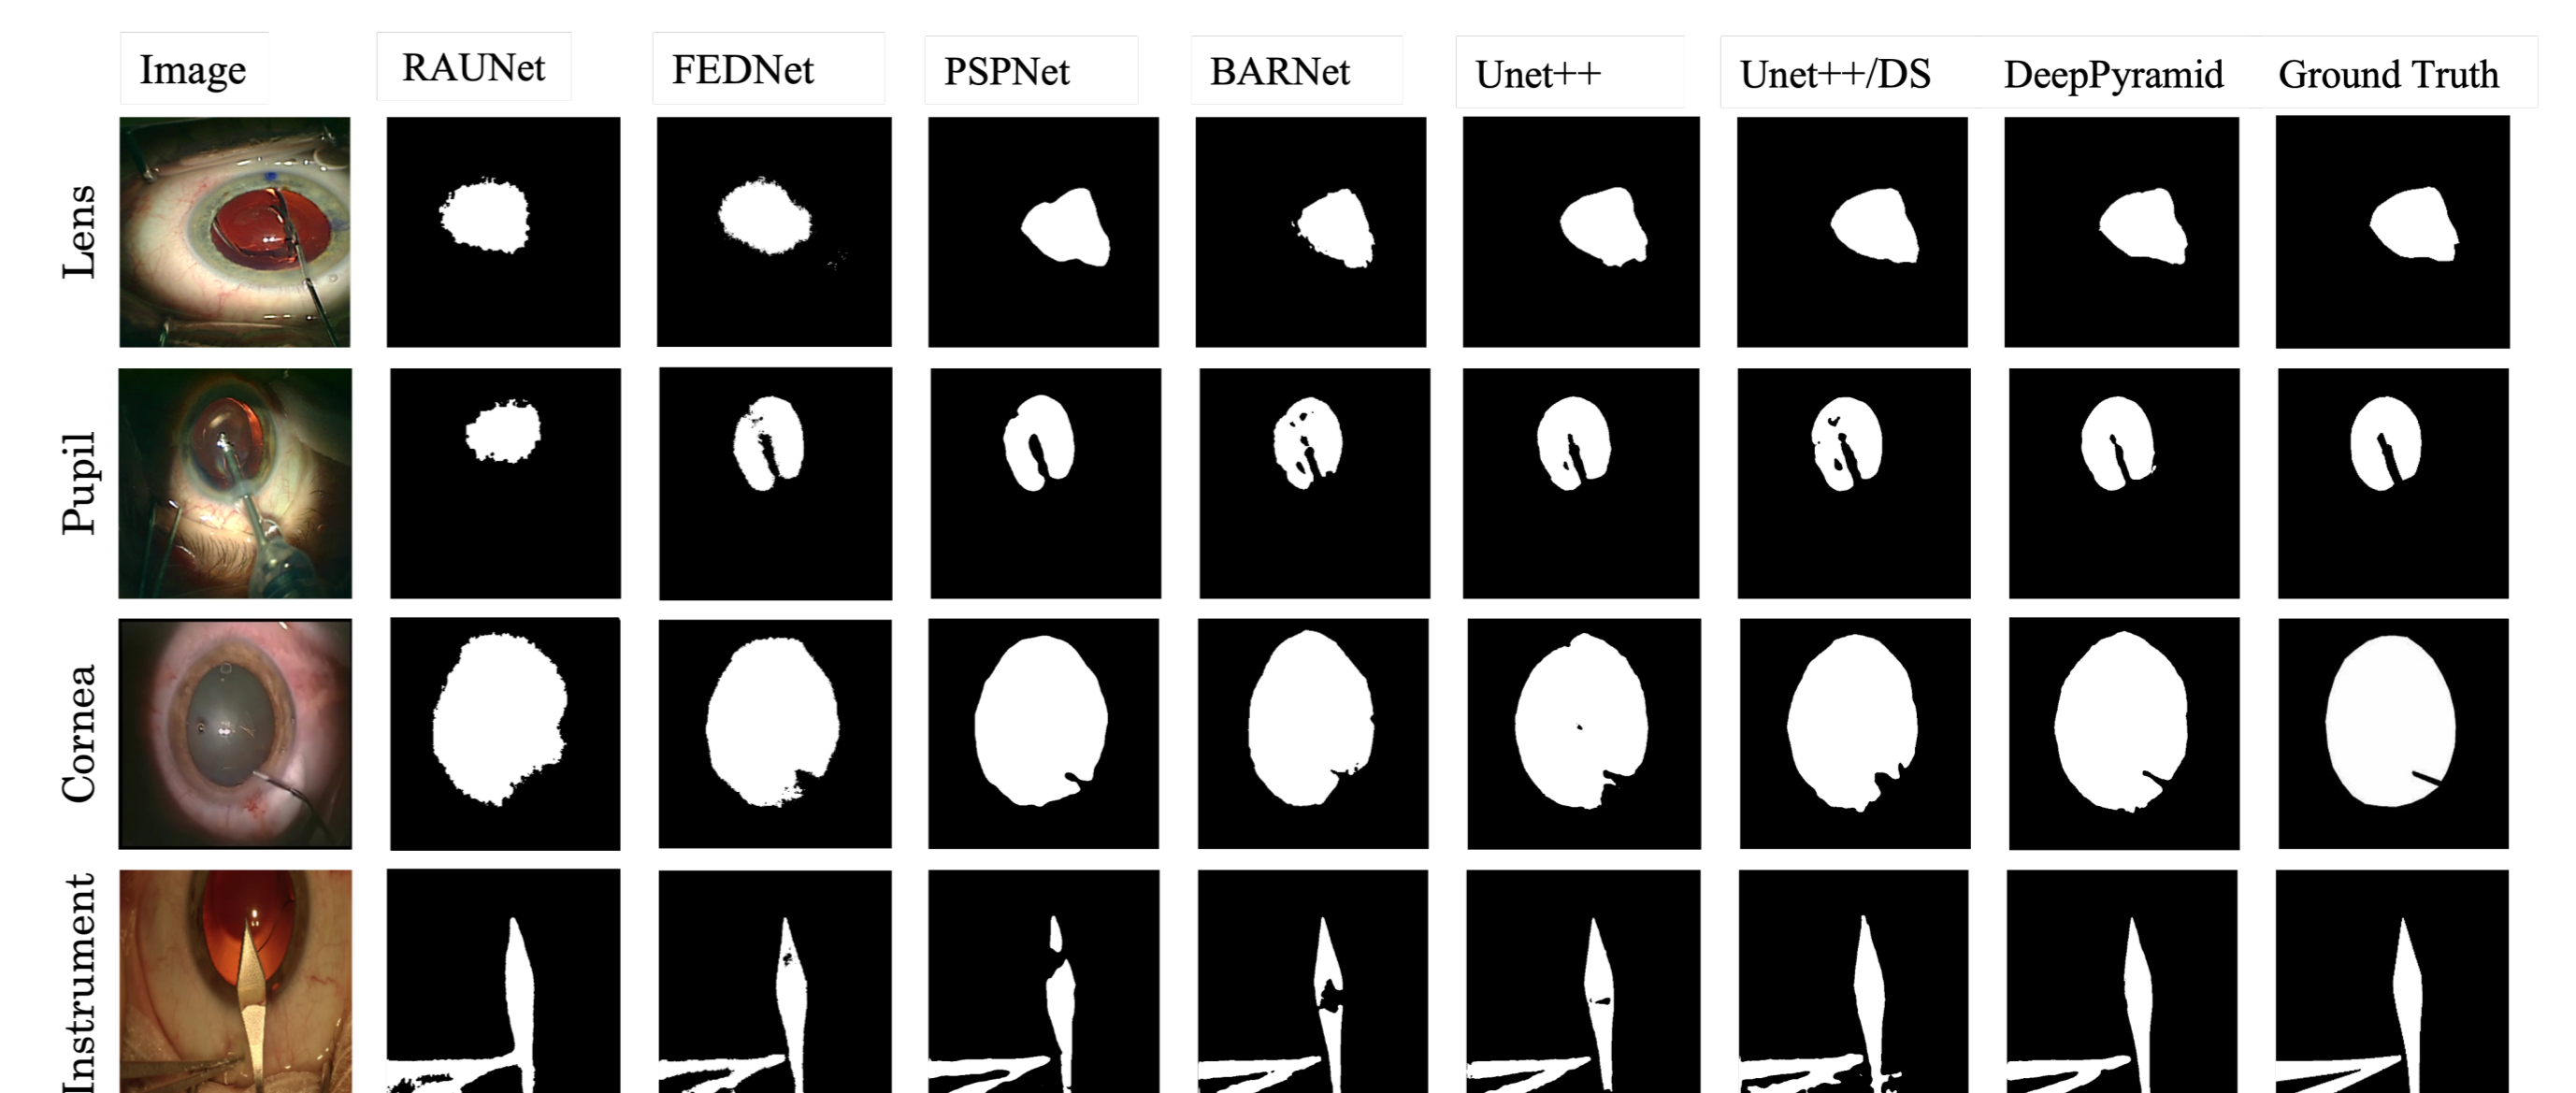 Image
RAUNet
FEDNet
PSPNet
BARNet
Unet++
Unet++/DS
DeepPyramid
Ground Truth
Lens
Pupil
Cornea
Instrument